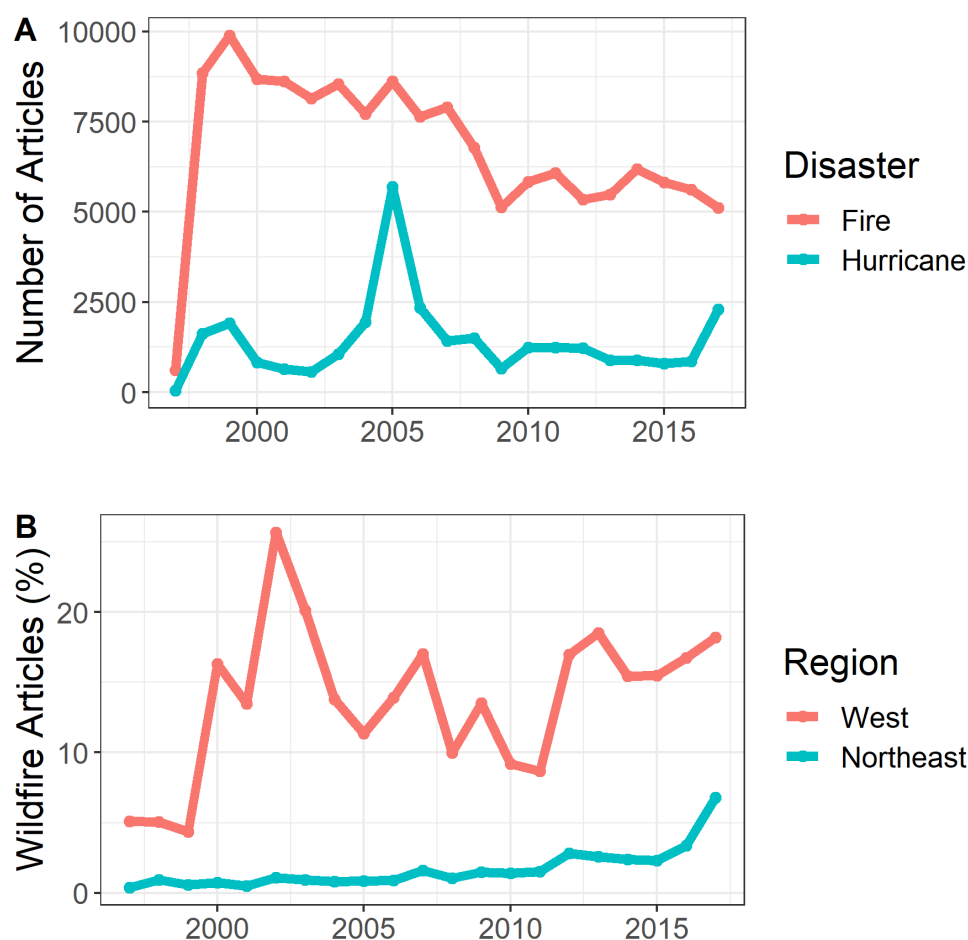 A
Number of Articles
10000
7500
5000
2500
0
2000 2005 2010 2015
Disaster
Fire
Hurricane
B
Wildfire Articles (%)
20
10
0
2000 2005 2010 2015
Region
West
Northeast